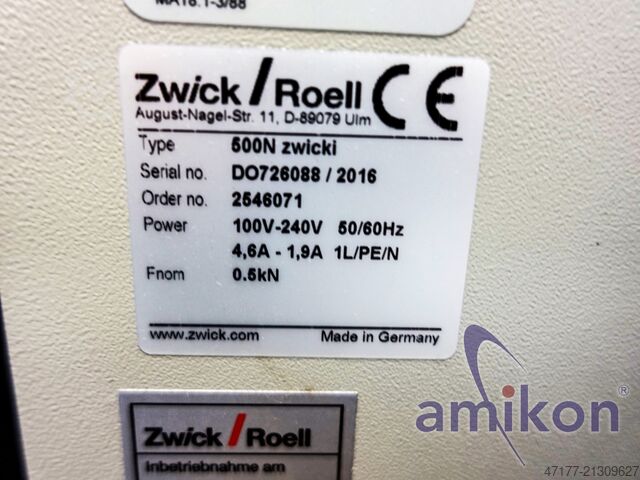 MA18.1-3/88
Zwick / Roell CE
August-Nagel-Str. 11, D-89079 Ulm
Type 500N zwicki
Serial no. DO726088 / 2016
Order no. 2546071
Power 100V-240V 50/60Hz
4,6A - 1,9A 1L/PE/N
Fnom 0.5kN
www.zwick.com Made in Germany
amikon®
Zwick / Roell
Inbetriebnahme am
47177-21309627